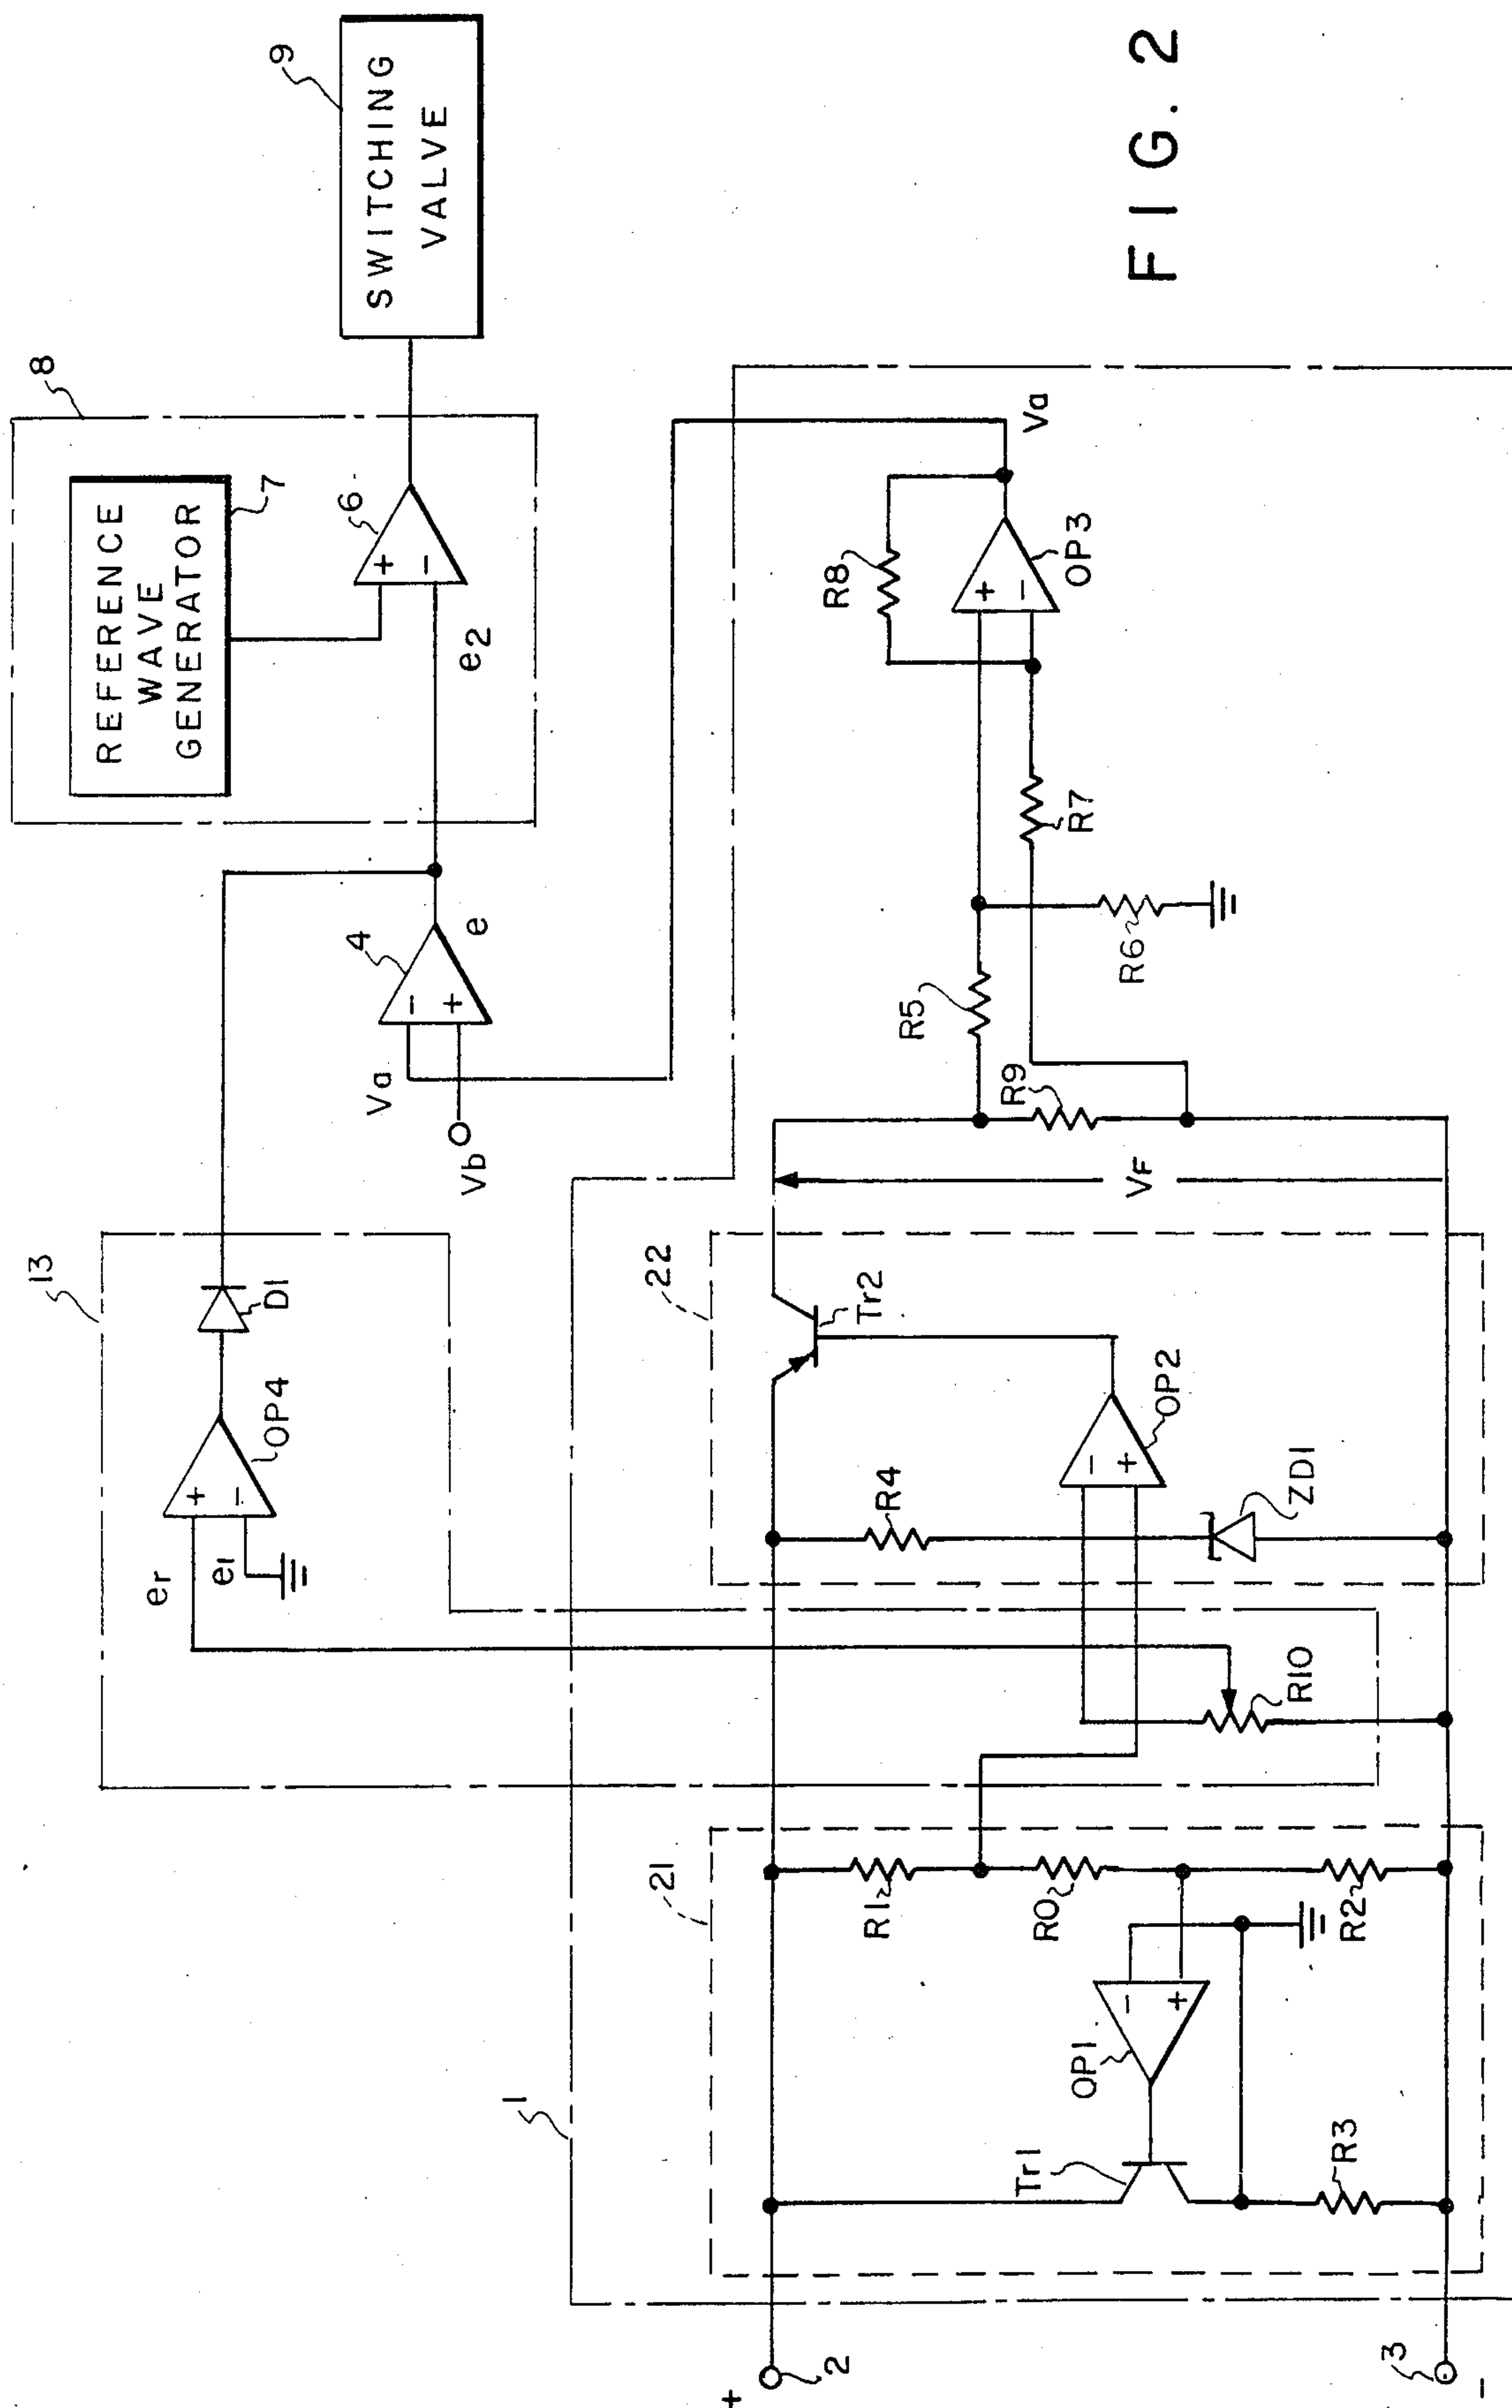 9
SWITCHING
VALVE
8
REFERENCE
WAVE
GENERATOR
7
6
+
−
e2
13
D1
OP4
+
−
er
e1
4
−
+
e
Va
Vb
Va
R8
OP3
+
−
R7
R5
R6
R9
VF
22
Tr2
OP2
−
+
R4
ZD1
R10
1
21
R1
R0
R2
OP1
−
+
Tr1
R3
+
2
3
−
FIG. 2